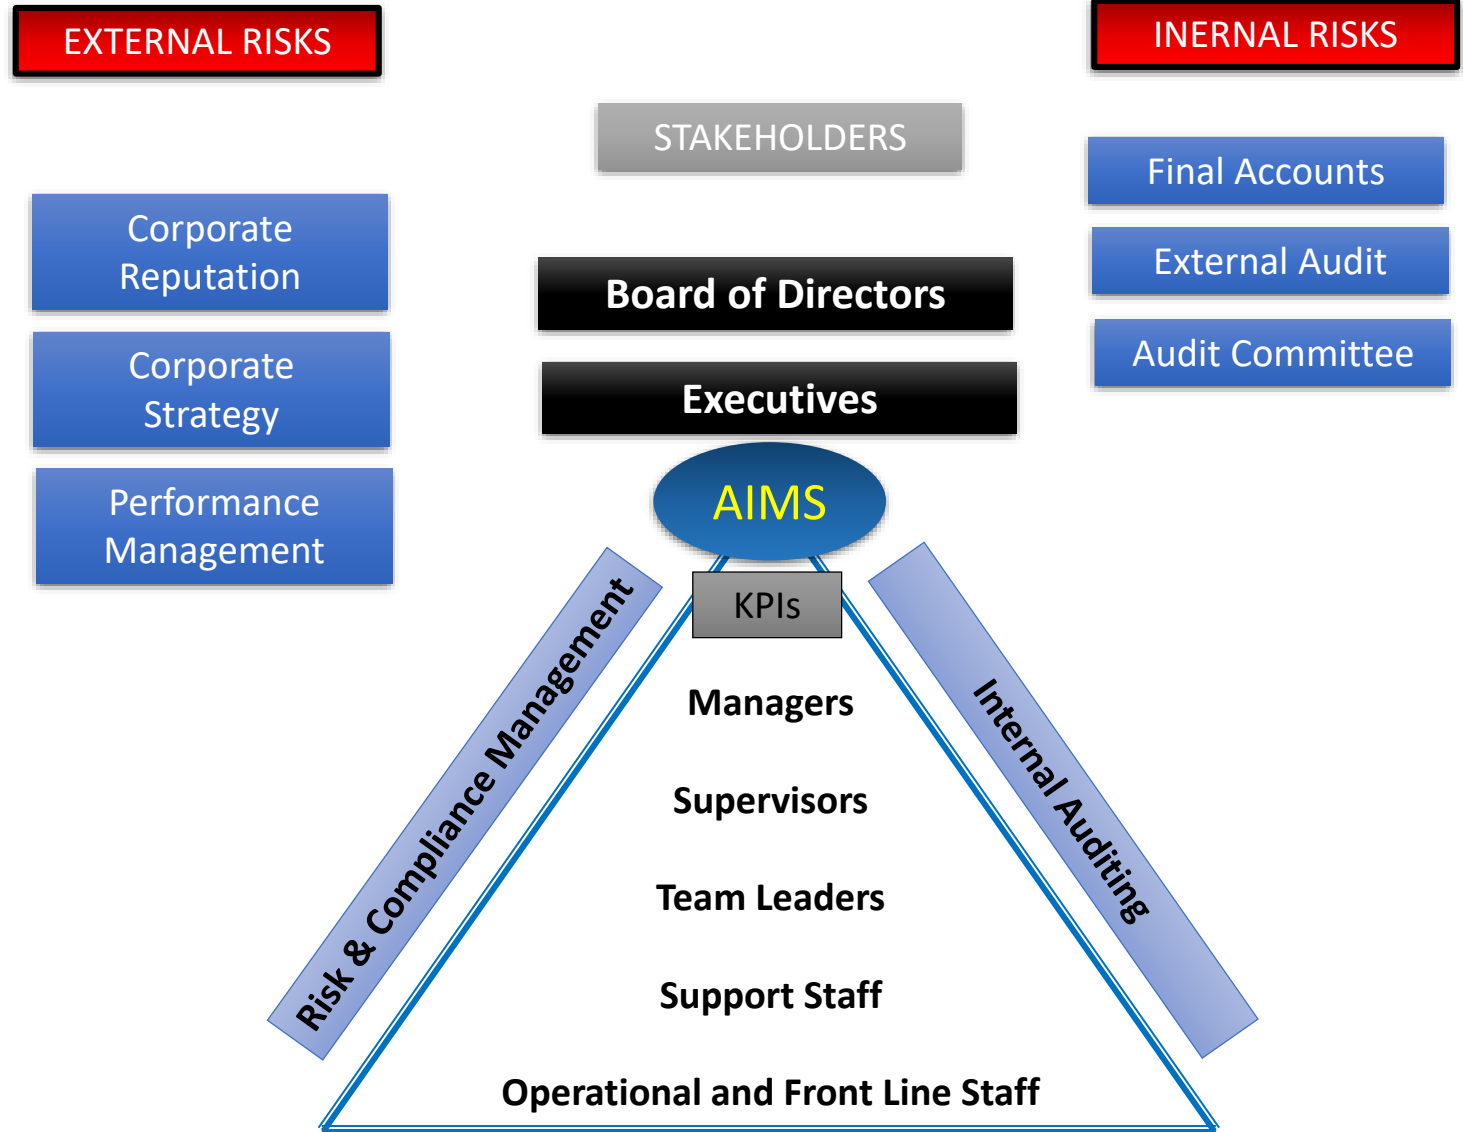 EXTERNAL RISKS
INERNAL RISKS
STAKEHOLDERS
Final Accounts
Corporate
Reputation
External Audit
Board of Directors
Audit Committee
Corporate
Strategy
Executives
AIMS
Performance
Management
KPIs
Risk & Compliance Management
Internal Auditing
Managers
Supervisors
Team Leaders
Support Staff
Operational and Front Line Staff